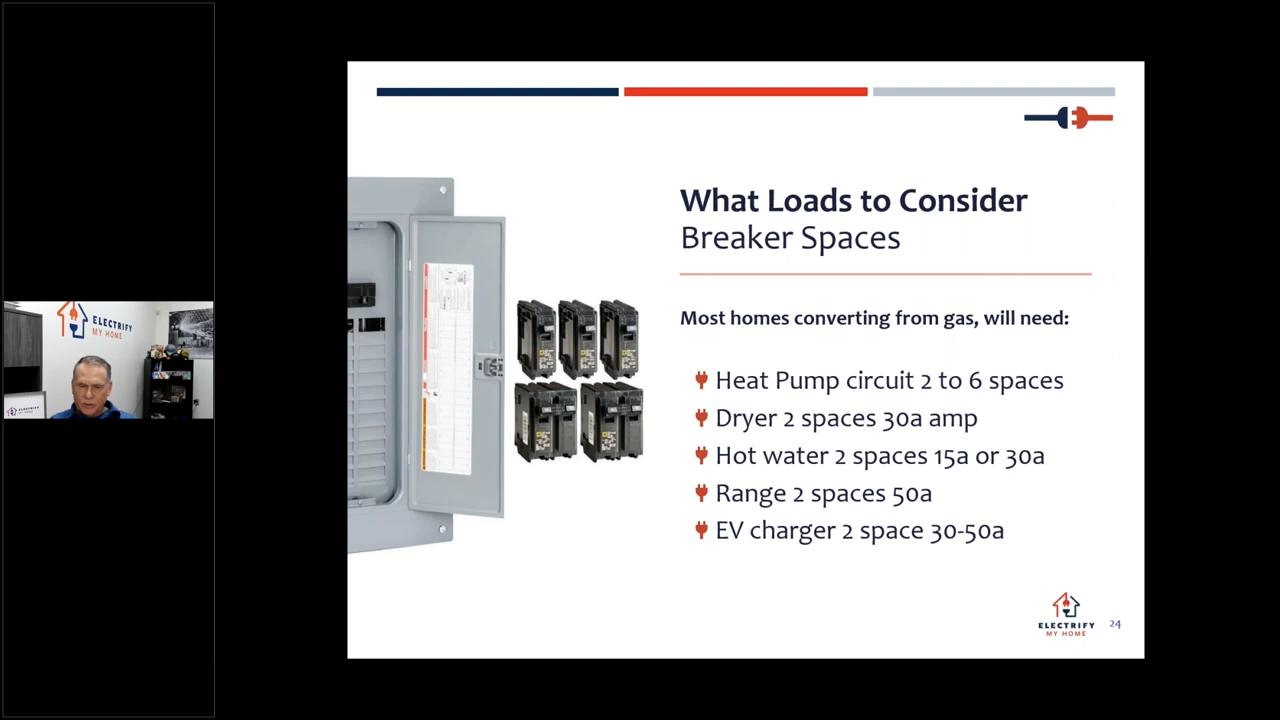 What Loads to Consider
Breaker Spaces
Most homes converting from gas, will need:
Heat Pump circuit 2 to 6 spaces
Dryer 2 spaces 30a amp
Hot water 2 spaces 15a or 30a
Range 2 spaces 50a
EV charger 2 space 30-50a
ELECTRIFY
MY HOME
24
ELECTRIFY
MY HOME
ELECTRIFY